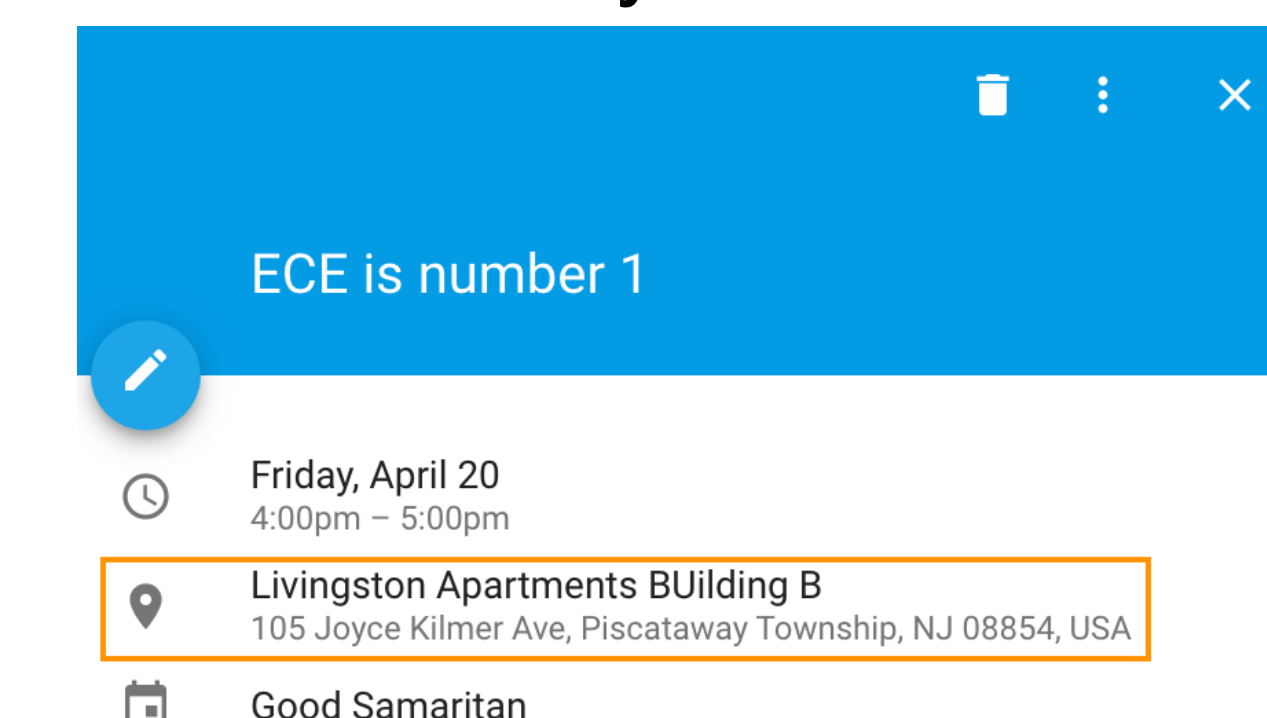 ECE is number 1
Friday, April 20
4:00pm – 5:00pm
Livingston Apartments BUilding B
105 Joyce Kilmer Ave, Piscataway Township, NJ 08854, USA
Good Samaritan